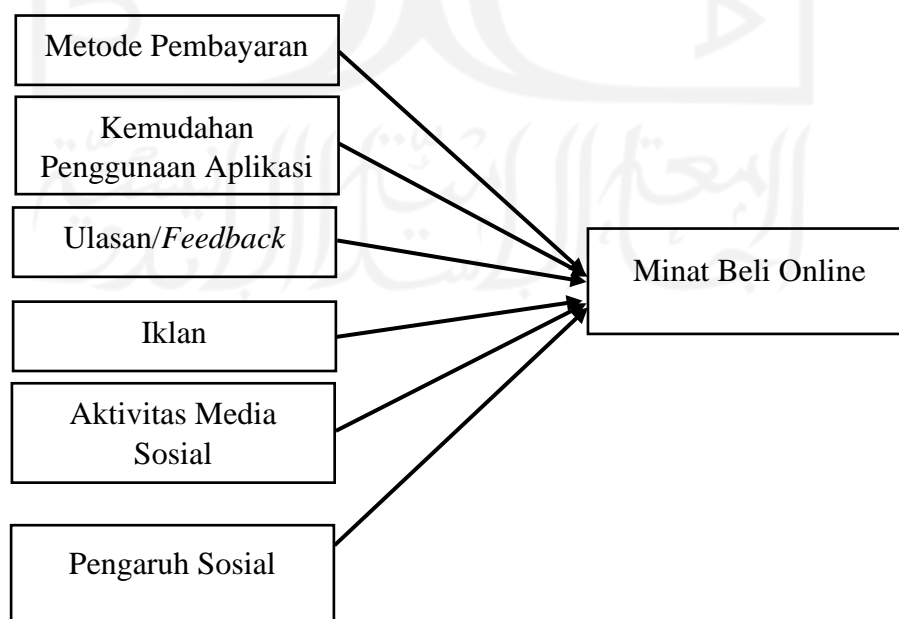 Metode Pembayaran
Kemudahan
Penggunaan Aplikasi
Ulasan/Feedback
Iklan
Aktivitas Media
Sosial
Pengaruh Sosial
Minat Beli Online